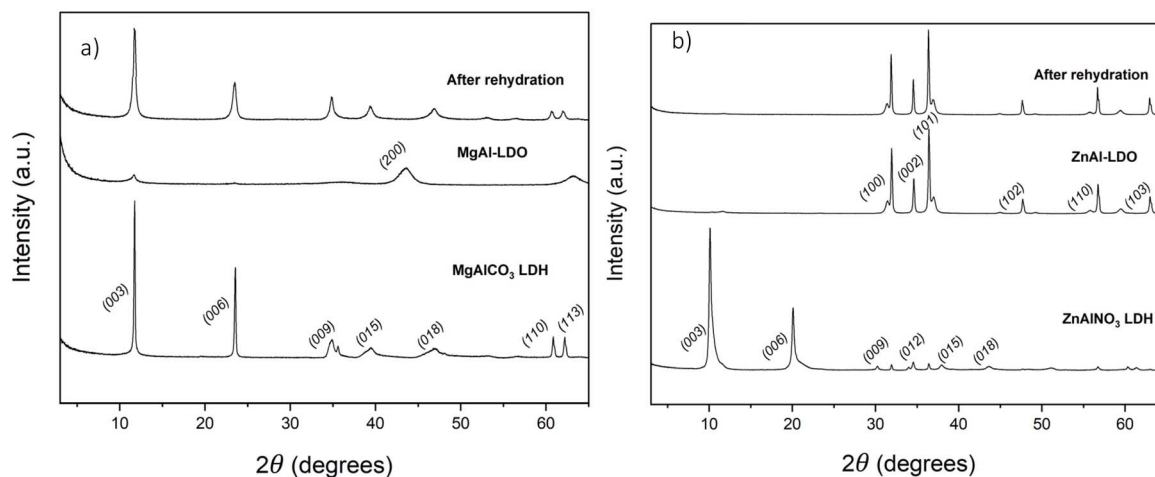 a)
After rehydration
(200)
MgAl-LDO
MgAlCO₃ LDH
(003)
(006)
(009)
(015)
(018)
(110)
(113)
Intensity (a.u.)
10 20 30 40 50 60
2θ (degrees)
b)
After rehydration
(101)
ZnAl-LDO
(100)
(002)
(102)
(110)
(103)
ZnAlNO₃ LDH
(003)
(006)
(009)
(012)
(015)
(018)
Intensity (a.u.)
10 20 30 40 50 60
2θ (degrees)